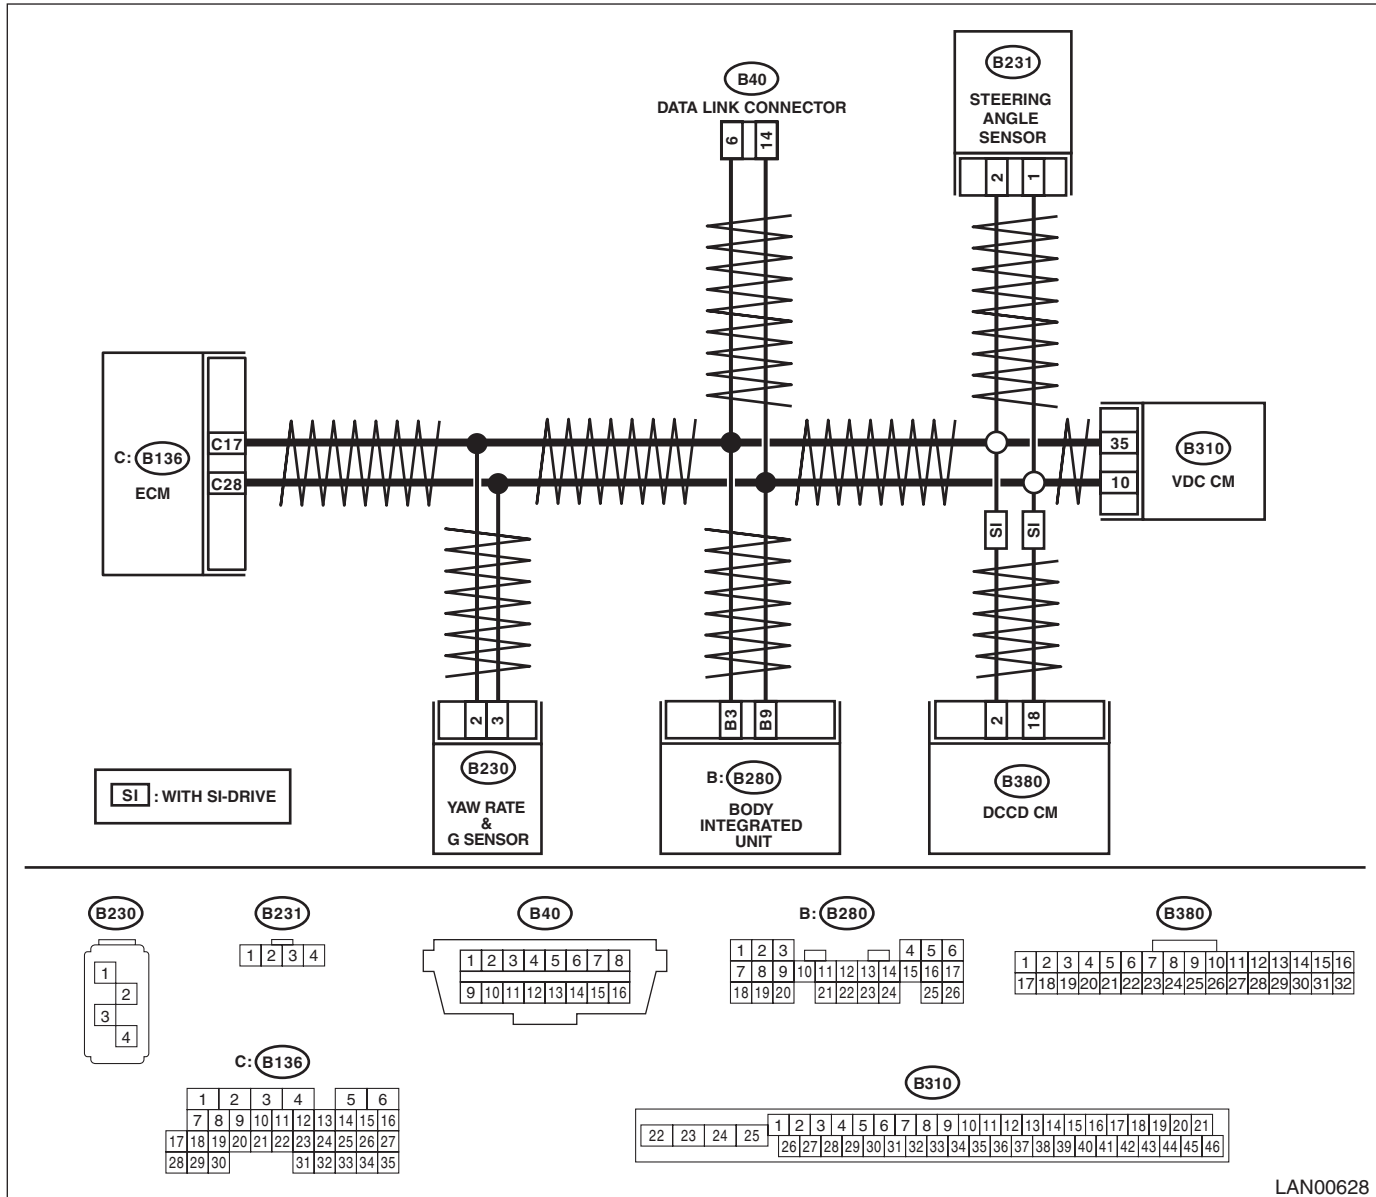 B231
STEERING
ANGLE
SENSOR
2 1
B40
DATA LINK CONNECTOR
6 14
C: B136
ECM
C17
C28
35
10
B310
VDC CM
SI SI
2 3
B230
YAW RATE
&
G SENSOR
B3 B9
B: B280
BODY
INTEGRATED
UNIT
2 18
B380
DCCD CM
SI : WITH SI-DRIVE
B230
1
2
3
4
B231
1 2 3 4
B40
1 2 3 4 5 6 7 8
9 10 11 12 13 14 15 16
B: B280
1 2 3 4 5 6
7 8 9 10 11 12 13 14 15 16 17
18 19 20 21 22 23 24 25 26
B380
1 2 3 4 5 6 7 8 9 10 11 12 13 14 15 16
17 18 19 20 21 22 23 24 25 26 27 28 29 30 31 32
C: B136
1 2 3 4 5 6
7 8 9 10 11 12 13 14 15 16
17 18 19 20 21 22 23 24 25 26 27
28 29 30 31 32 33 34 35
B310
22 23 24 25
1 2 3 4 5 6 7 8 9 10 11 12 13 14 15 16 17 18 19 20 21
26 27 28 29 30 31 32 33 34 35 36 37 38 39 40 41 42 43 44 45 46
LAN00628